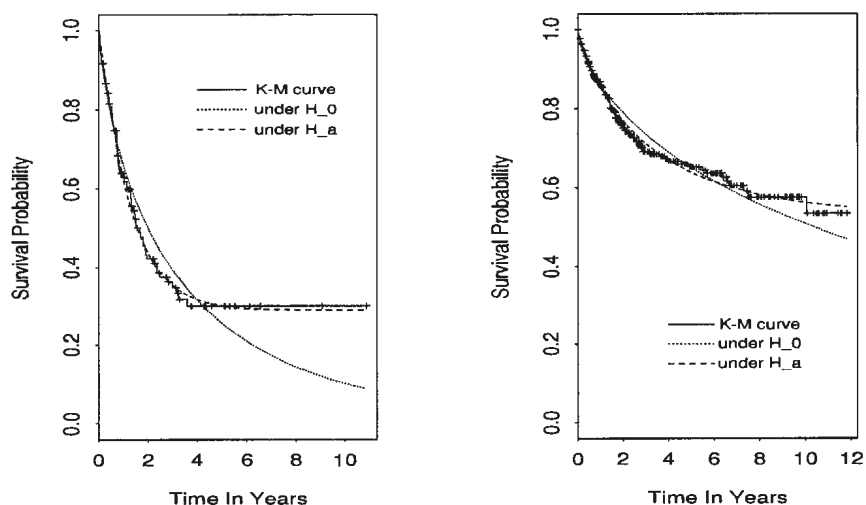 Survival Probability
1.0
0.8
0.6
0.4
0.2
0.0
K-M curve
under H_0
under H_a
0 2 4 6 8 10
Time In Years
Survival Probability
1.0
0.8
0.6
0.4
0.2
0.0
K-M curve
under H_0
under H_a
0 2 4 6 8 10 12
Time In Years